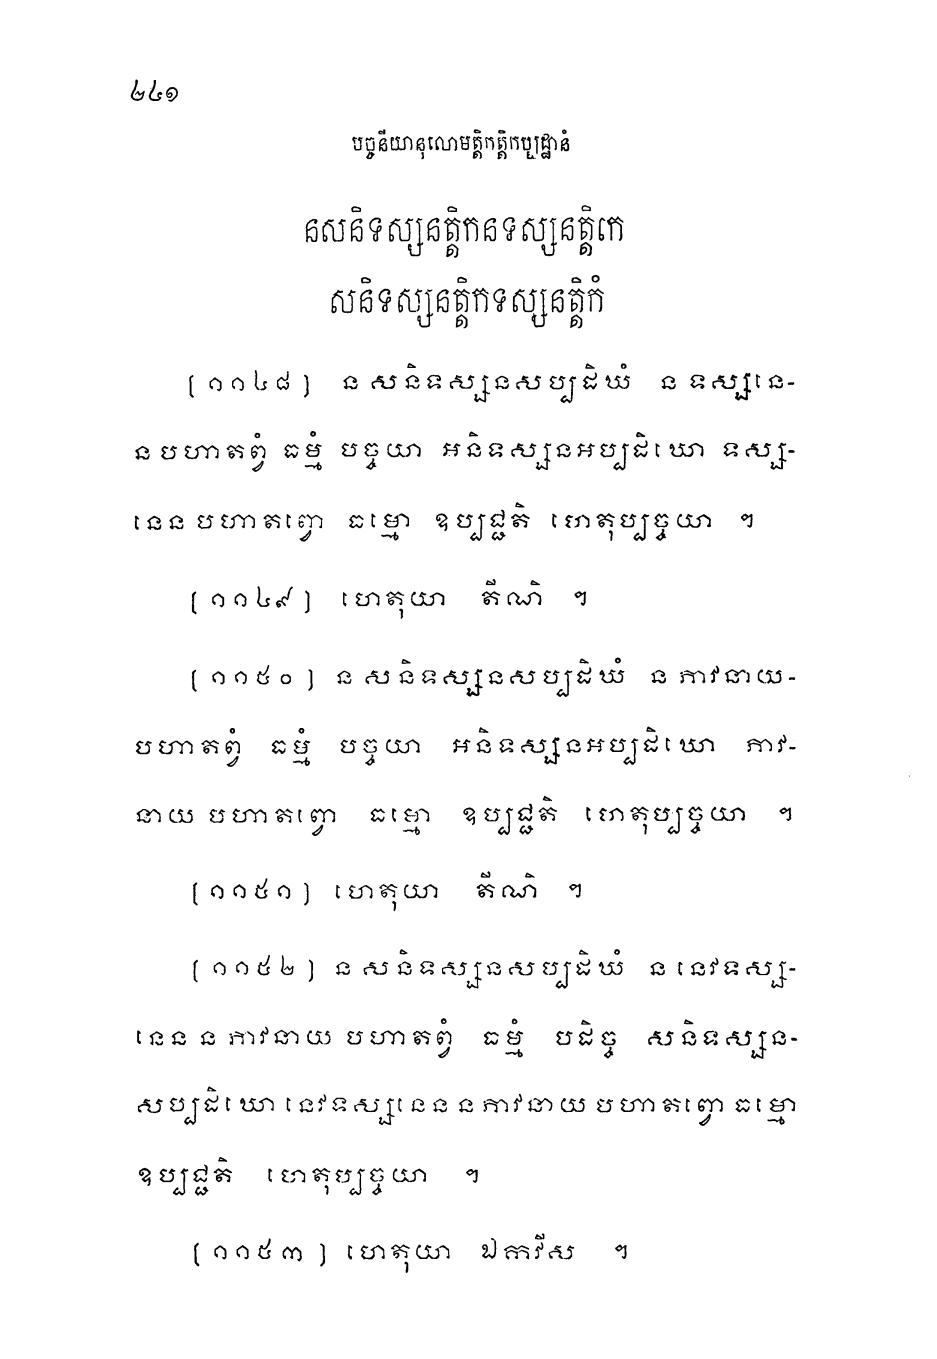 ២៤១
បច្ចនីយានុលោមត្តិកត្តិកប្បដ្ឋានំ
នសនិទស្សនត្តិកនទស្សនត្តិកេ
សនិទស្សនត្តិកទស្សនត្តិកំ
(១១៤៨) ន សនិទស្សនសប្បដិឃំ ន ទស្សនេ-
ន បហាតព្វំ ធម្មំ បច្ចយា អនិទស្សនអប្បដិឃោ ទស្ស-
នេន បហាតព្វោ ធម្មោ ឧប្បជ្ជតិ ហេតុប្បច្ចយា ។
(១១៤៩) ហេតុយា តីណិ ។
(១១៥០) ន សនិទស្សនសប្បដិឃំ ន ភាវនាយ-
បហាតព្វំ ធម្មំ បច្ចយា អនិទស្សនអប្បដិឃោ ភាវ-
នាយ បហាតព្វោ ធម្មោ ឧប្បជ្ជតិ ហេតុប្បច្ចយា ។
(១១៥១) ហេតុយា តីណិ ។
(១១៥២) ន សនិទស្សនសប្បដិឃំ ន នេវទស្ស-
នេន ន ភាវនាយ បហាតព្វំ ធម្មំ បដិច្ច សនិទស្សន-
សប្បដិឃោ នេវទស្សនេន ន ភាវនាយ បហាតព្វោ ធម្មោ
ឧប្បជ្ជតិ ហេតុប្បច្ចយា ។
(១១៥៣) ហេតុយា ឯកវីស ។